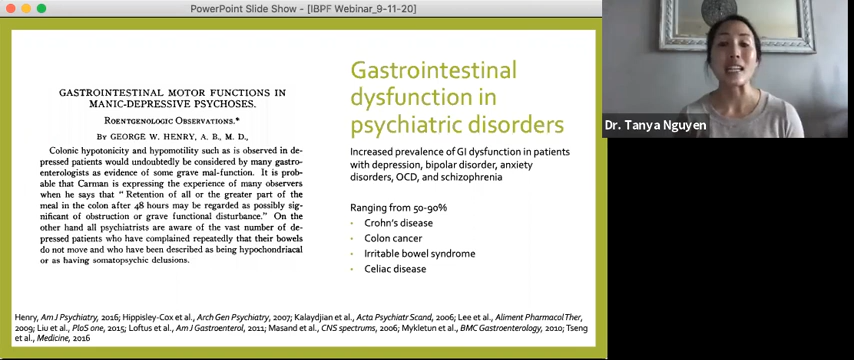 PowerPoint Slide Show - [IBPF Webinar_9-11-20]
GASTROINTESTINAL MOTOR FUNCTIONS IN
MANIC-DEPRESSIVE PSYCHOSES.
ROENTGENOLOGIC OBSERVATIONS.*
BY GEORGE W. HENRY, A. B., M. D.,
Colonic hypotonicity and hypomotility such as is observed in de-
pressed patients would undoubtedly be considered by many gastro-
enterologists as evidence of some grave mal-function. It is prob-
able that Carman is expressing the experience of many observers
when he says that "Retention of all or the greater part of the
meal in the colon after 48 hours may be regarded as possibly sig-
nificant of obstruction or grave functional disturbance." On the
other hand all psychiatrists are aware of the vast number of de-
pressed patients who have complained repeatedly that their bowels
do not move and who have been described as being hypochondriacal
or as having somatopsychic delusions.
Gastrointestinal
dysfunction in
psychiatric disorders
Increased prevalence of GI dysfunction in patients
with depression, bipolar disorder, anxiety
disorders, OCD, and schizophrenia
Ranging from 50-90%
• Crohn's disease
• Colon cancer
• Irritable bowel syndrome
• Celiac disease
Henry, Am J Psychiatry, 2016; Hippisley-Cox et al., Arch Gen Psychiatry, 2007; Kalaydjian et al., Acta Psychiatr Scand, 2006; Lee et al., Aliment Pharmacol Ther,
2009; Liu et al., PloS one, 2015; Loftus et al., Am J Gastroenterol, 2011; Masand et al., CNS spectrums, 2006; Mykletun et al., BMC Gastroenterology, 2010; Tseng
et al., Medicine, 2016
Dr. Tanya Nguyen